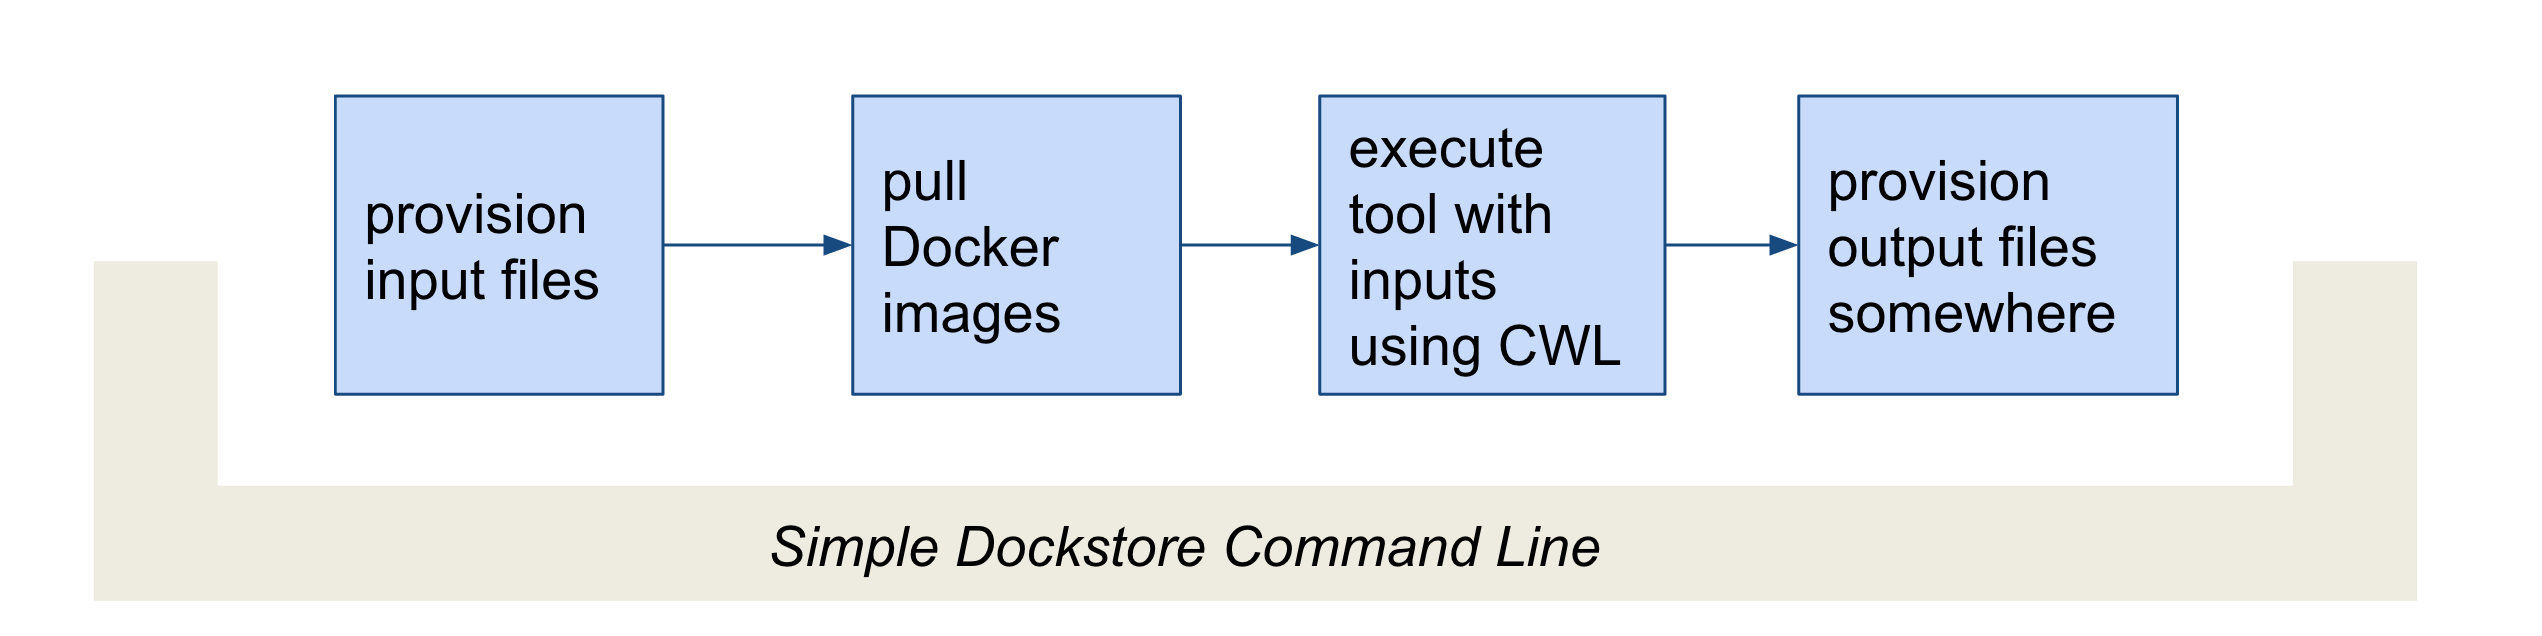 provision
input files
pull
Docker
images
execute
tool with
inputs
using CWL
provision
output files
somewhere
Simple Dockstore Command Line